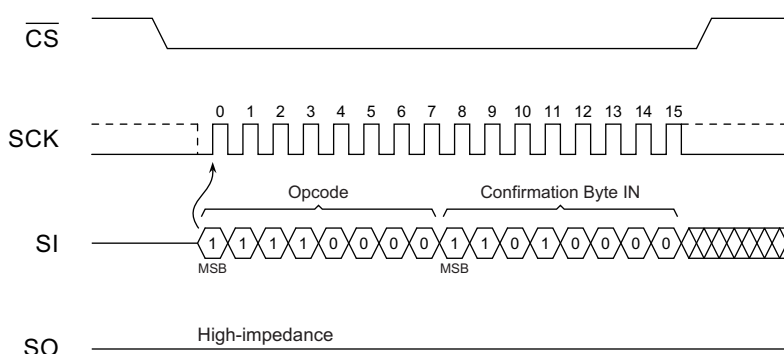 CS
0 1 2 3 4 5 6 7 8 9 10 11 12 13 14 15
SCK
Opcode Confirmation Byte IN
SI 1 1 1 1 0 0 0 0 1 1 0 1 0 0 0 0
MSB MSB
High-impedance
SO